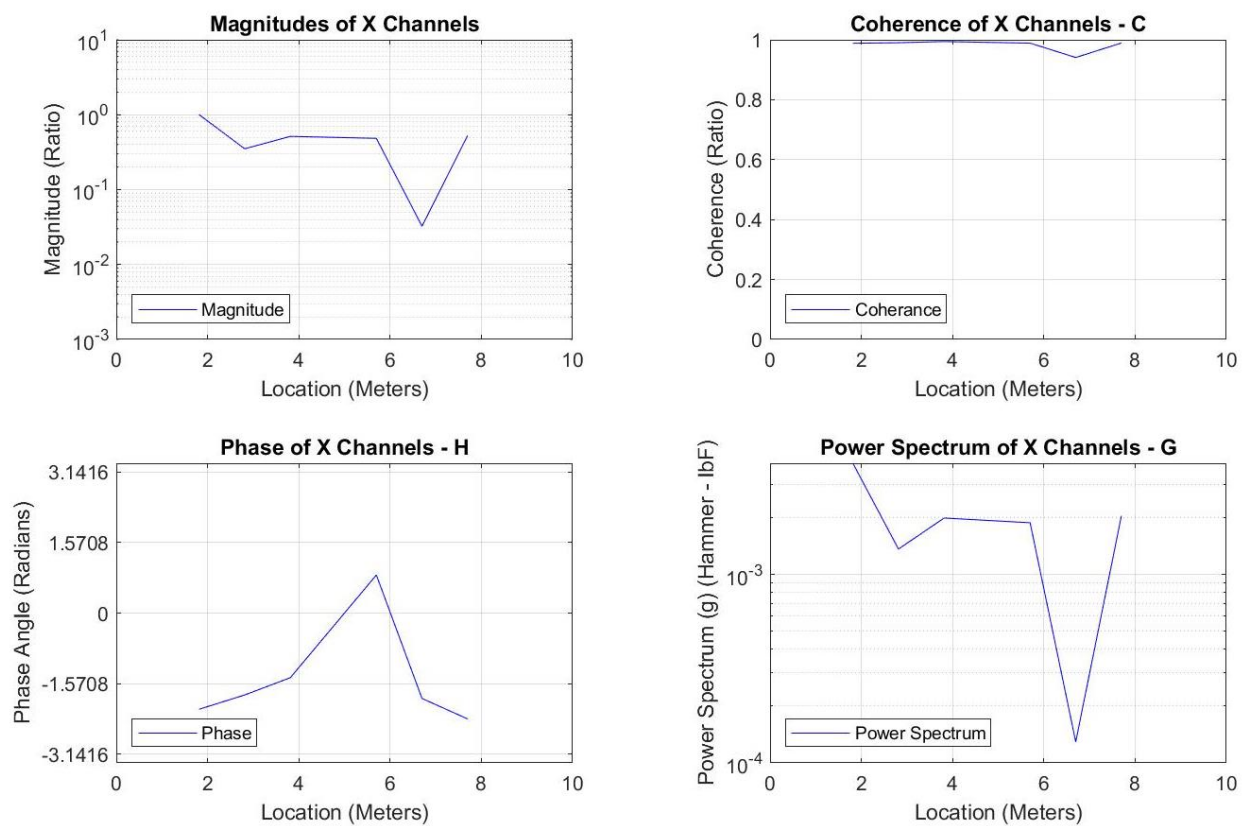 Magnitudes of X Channels
10^1
10^0
10^-1
10^-2
10^-3
Magnitude (Ratio)
Magnitude
0 2 4 6 8 10
Location (Meters)
Coherence of X Channels - C
1
0.8
0.6
0.4
0.2
0
Coherence (Ratio)
Coherance
0 2 4 6 8 10
Location (Meters)
Phase of X Channels - H
3.1416
1.5708
0
-1.5708
-3.1416
Phase Angle (Radians)
Phase
0 2 4 6 8 10
Location (Meters)
Power Spectrum of X Channels - G
10^-3
10^-4
Power Spectrum (g) (Hammer - lbF)
Power Spectrum
0 2 4 6 8 10
Location (Meters)